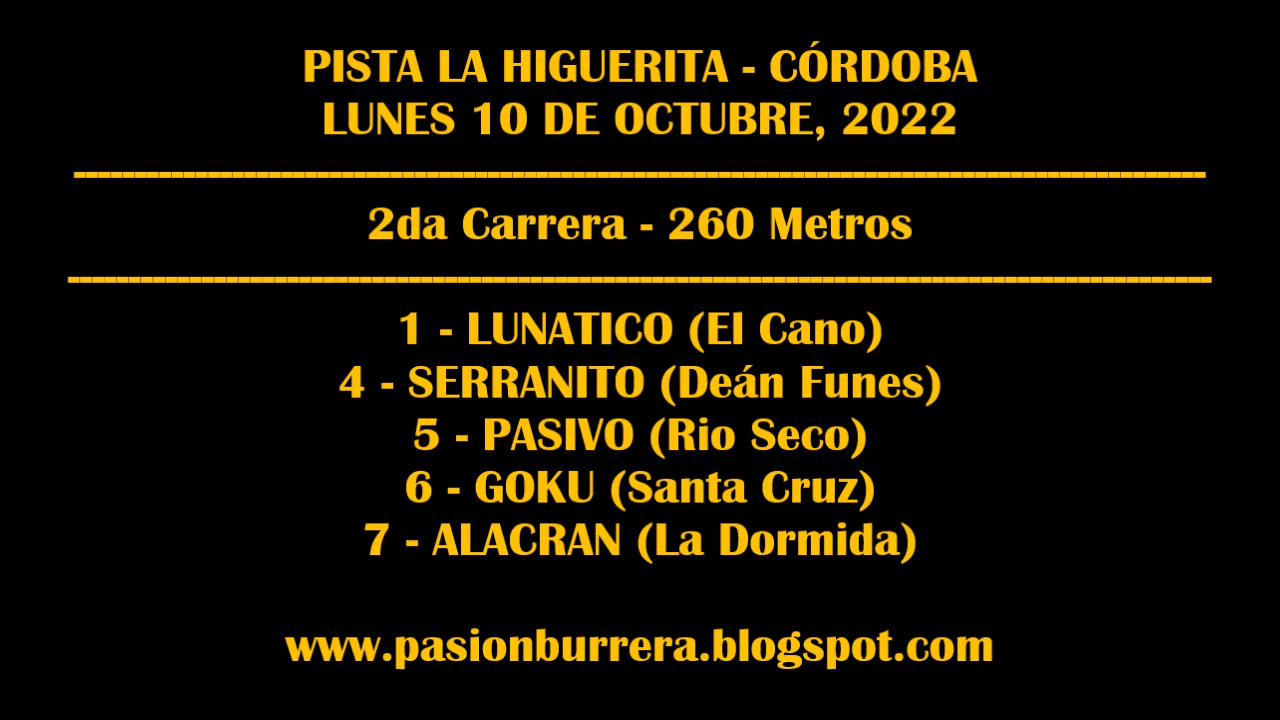 PISTA LA HIGUERITA - CÓRDOBA
LUNES 10 DE OCTUBRE, 2022
2da Carrera - 260 Metros
1 - LUNATICO (El Cano)
4 - SERRANITO (Deán Funes)
5 - PASIVO (Rio Seco)
6 - GOKU (Santa Cruz)
7 - ALACRAN (La Dormida)
www.pasionburrera.blogspot.com